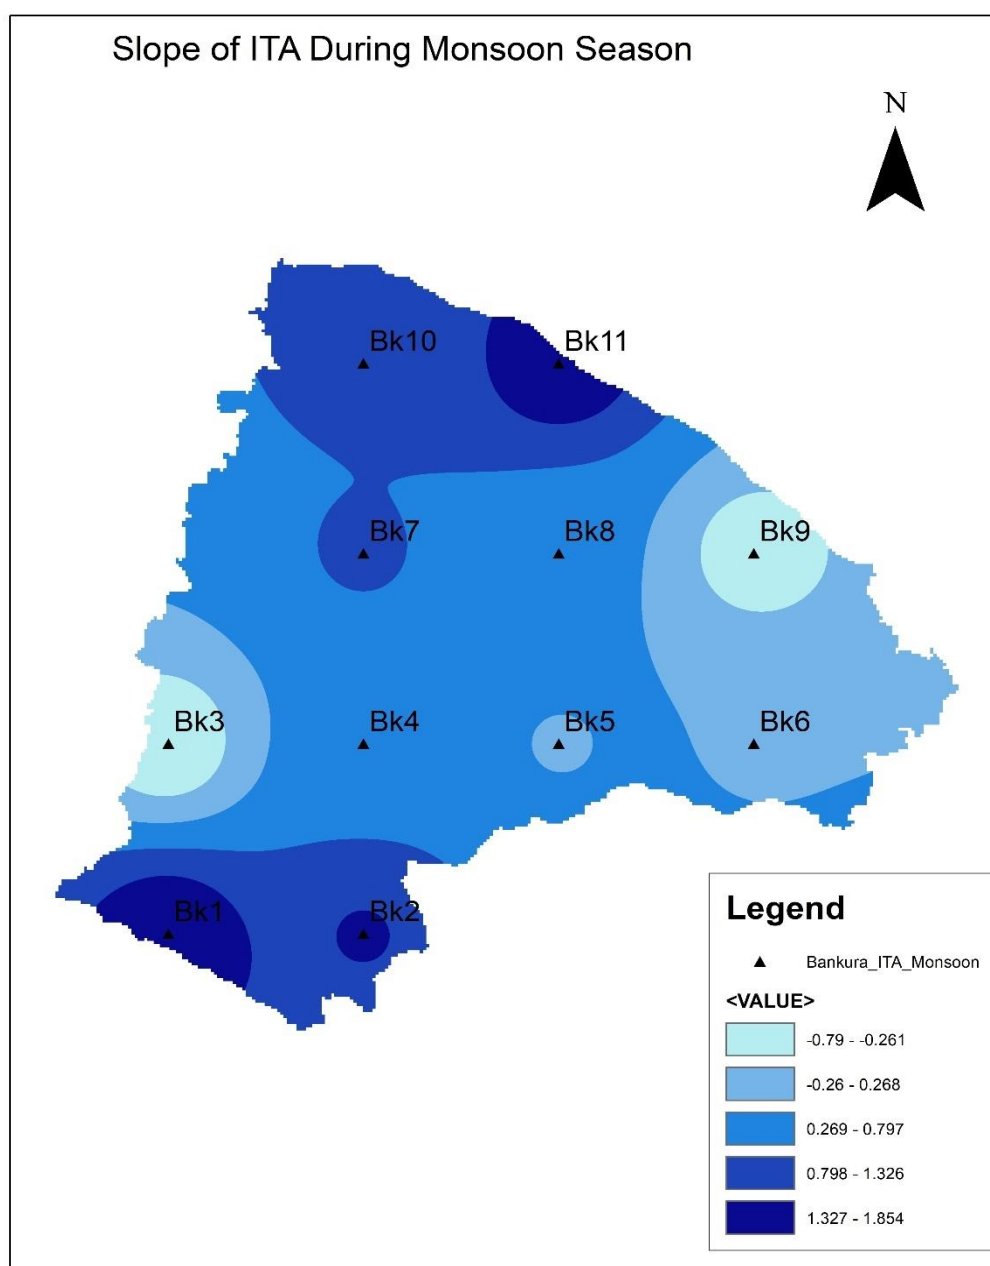 Slope of ITA During Monsoon Season
N
Bk10
Bk11
Bk7
Bk8
Bk9
Bk3
Bk4
Bk5
Bk6
Bk1
Bk2
Legend
Bankura_ITA_Monsoon
<VALUE>
-0.79 - -0.261
-0.26 - 0.268
0.269 - 0.797
0.798 - 1.326
1.327 - 1.854